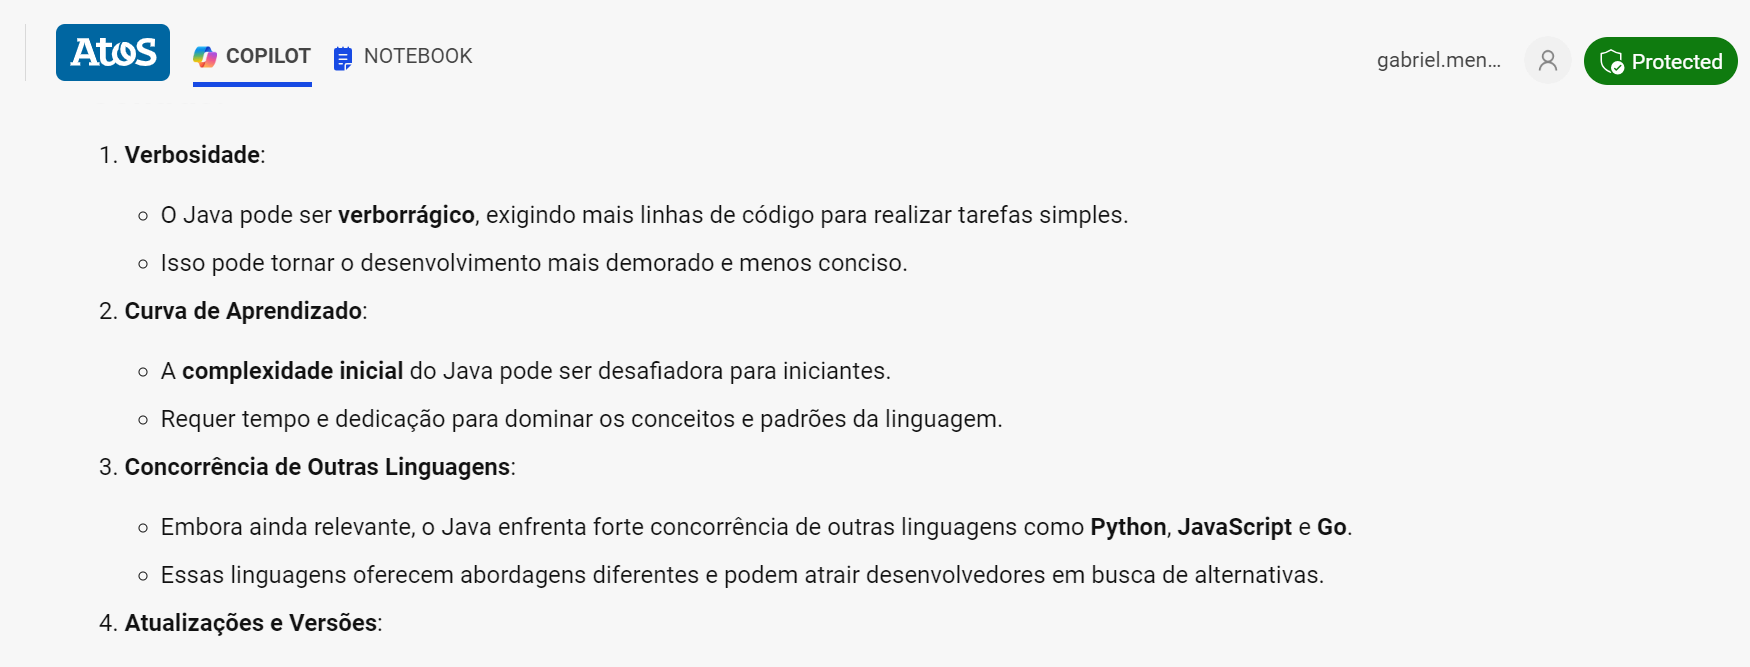 Atos
COPILOT
NOTEBOOK
gabriel.men...
Protected
1. Verbosidade:
○ O Java pode ser verborrágico, exigindo mais linhas de código para realizar tarefas simples.
○ Isso pode tornar o desenvolvimento mais demorado e menos conciso.
2. Curva de Aprendizado:
○ A complexidade inicial do Java pode ser desafiadora para iniciantes.
○ Requer tempo e dedicação para dominar os conceitos e padrões da linguagem.
3. Concorrência de Outras Linguagens:
○ Embora ainda relevante, o Java enfrenta forte concorrência de outras linguagens como Python, JavaScript e Go.
○ Essas linguagens oferecem abordagens diferentes e podem atrair desenvolvedores em busca de alternativas.
4. Atualizações e Versões: